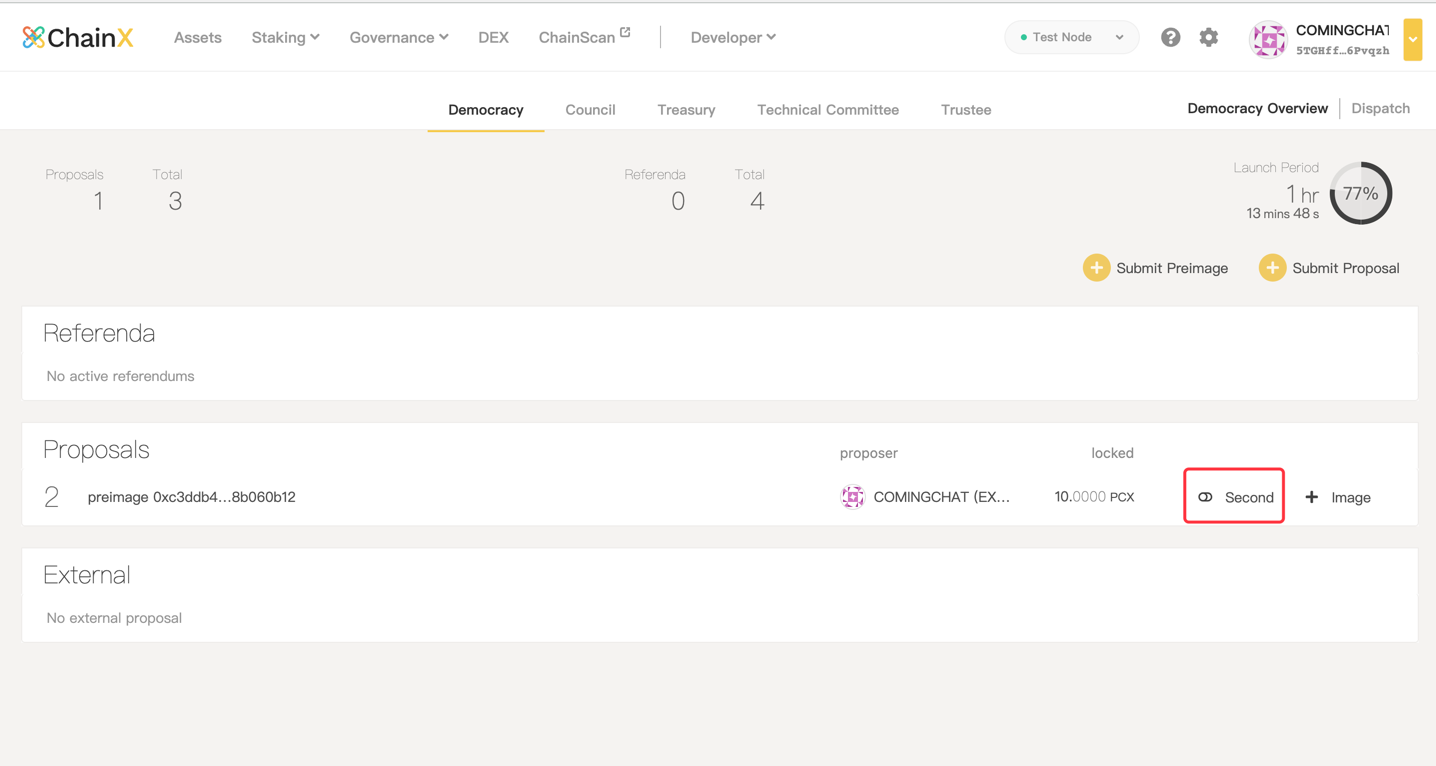 ChainX Assets Staking Governance DEX ChainScan Developer Test Node COMINGCHAT
5TGHff…6Pvqzh
Democracy Council Treasury Technical Committee Trustee Democracy Overview Dispatch
Proposals Total Referenda Total Launch Period
1 3 0 4 1 hr 77%
13 mins 48 s
Submit Preimage Submit Proposal
Referenda
No active referendums
Proposals proposer locked
2 preimage 0xc3ddb4…8b060b12 COMINGCHAT (EX… 10.0000 PCX Second Image
External
No external proposal